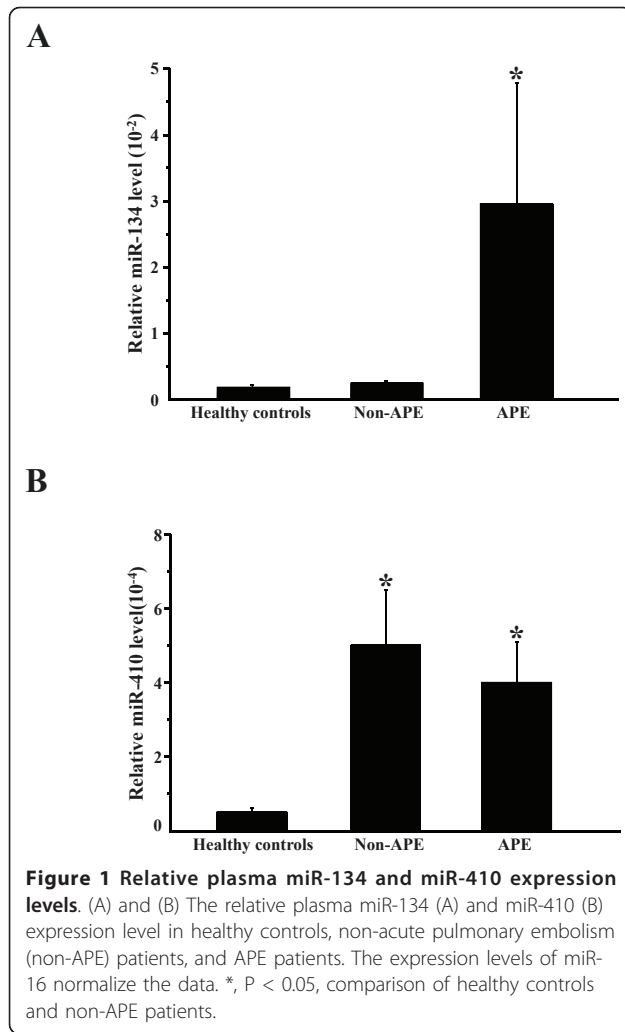 A
Relative miR-134 level (10-2)
5
4
3
2
1
0
*
Healthy controls Non-APE APE
B
Relative miR-410 level(10-4)
8
6
4
2
0
*
*
Healthy controls Non-APE APE
Figure 1 Relative plasma miR-134 and miR-410 expression
levels. (A) and (B) The relative plasma miR-134 (A) and miR-410 (B)
expression level in healthy controls, non-acute pulmonary embolism
(non-APE) patients, and APE patients. The expression levels of miR-
16 normalize the data. *, P < 0.05, comparison of healthy controls
and non-APE patients.